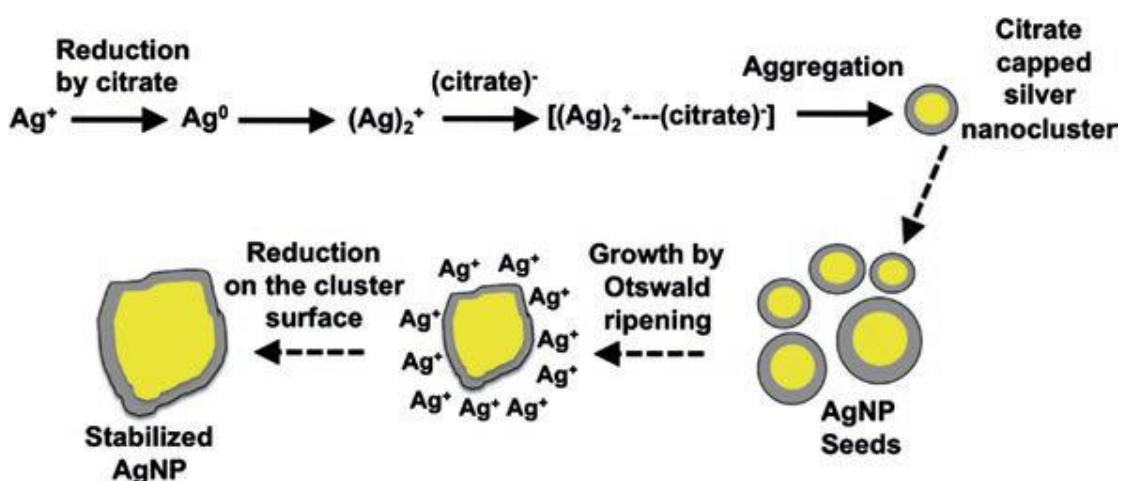 Reduction
by citrate
Ag⁺
Ag⁰
(Ag)₂⁺
(citrate)⁻
[(Ag)₂⁺---(citrate)⁻]
Aggregation
Citrate
capped
silver
nanocluster
AgNP
Seeds
Growth by
Otswald
ripening
Ag⁺ Ag⁺
Ag⁺
Ag⁺
Ag⁺
Ag⁺
Ag⁺
Ag⁺ Ag⁺ Ag⁺
Reduction
on the cluster
surface
Stabilized
AgNP